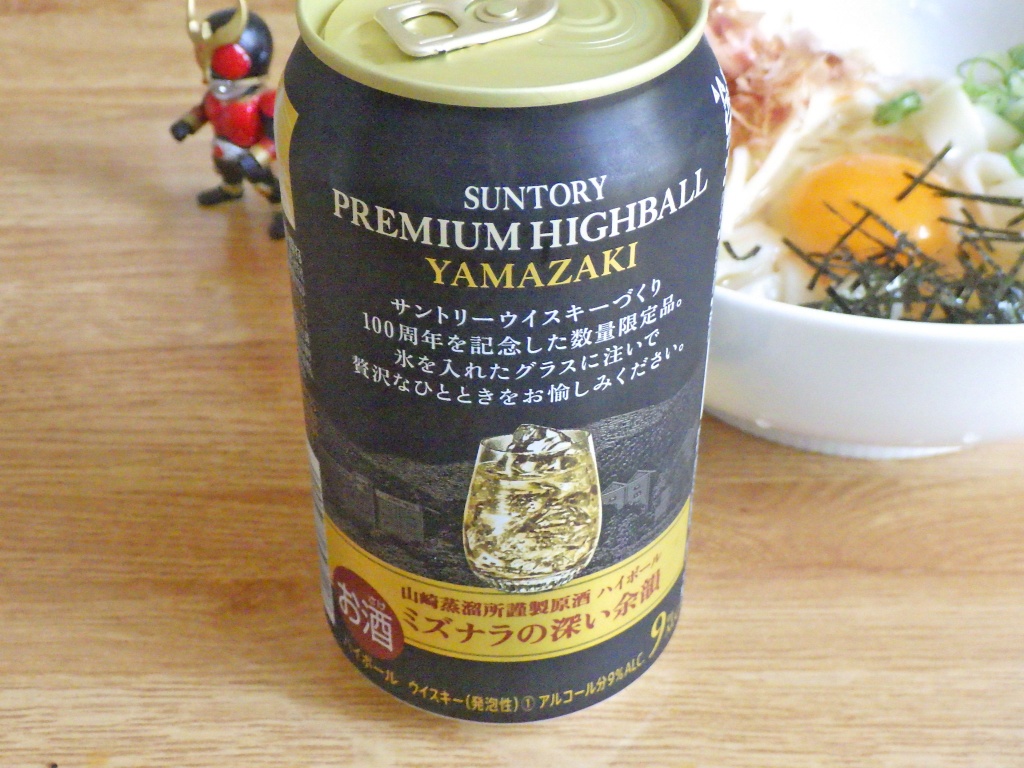 SUNTORY
PREMIUM HIGHBALL
YAMAZAKI
サントリーウイスキーづくり
100周年を記念した数量限定品。
氷を入れたグラスに注いで
贅沢なひとときをお愉しみください。
山崎蒸溜所謹製原酒 ハイボール
ミズナラの深い余韻
お酒
9
ハイボール ウイスキー(発泡性)① アルコール分9%ALC.